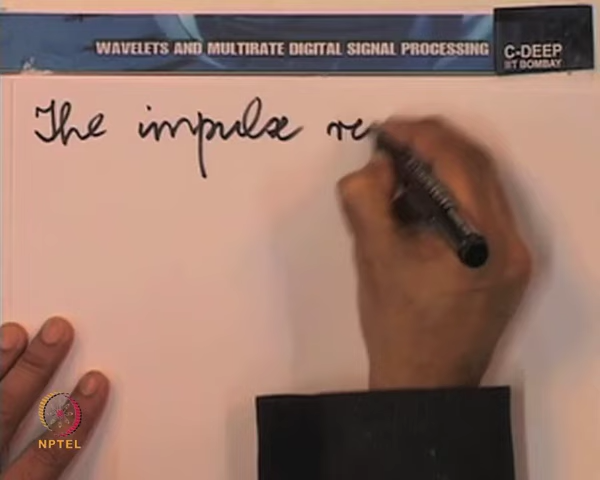 WAVELETS AND MULTIRATE DIGITAL SIGNAL PROCESSING
C-DEEP
IIT BOMBAY
The impulse re
NPTEL